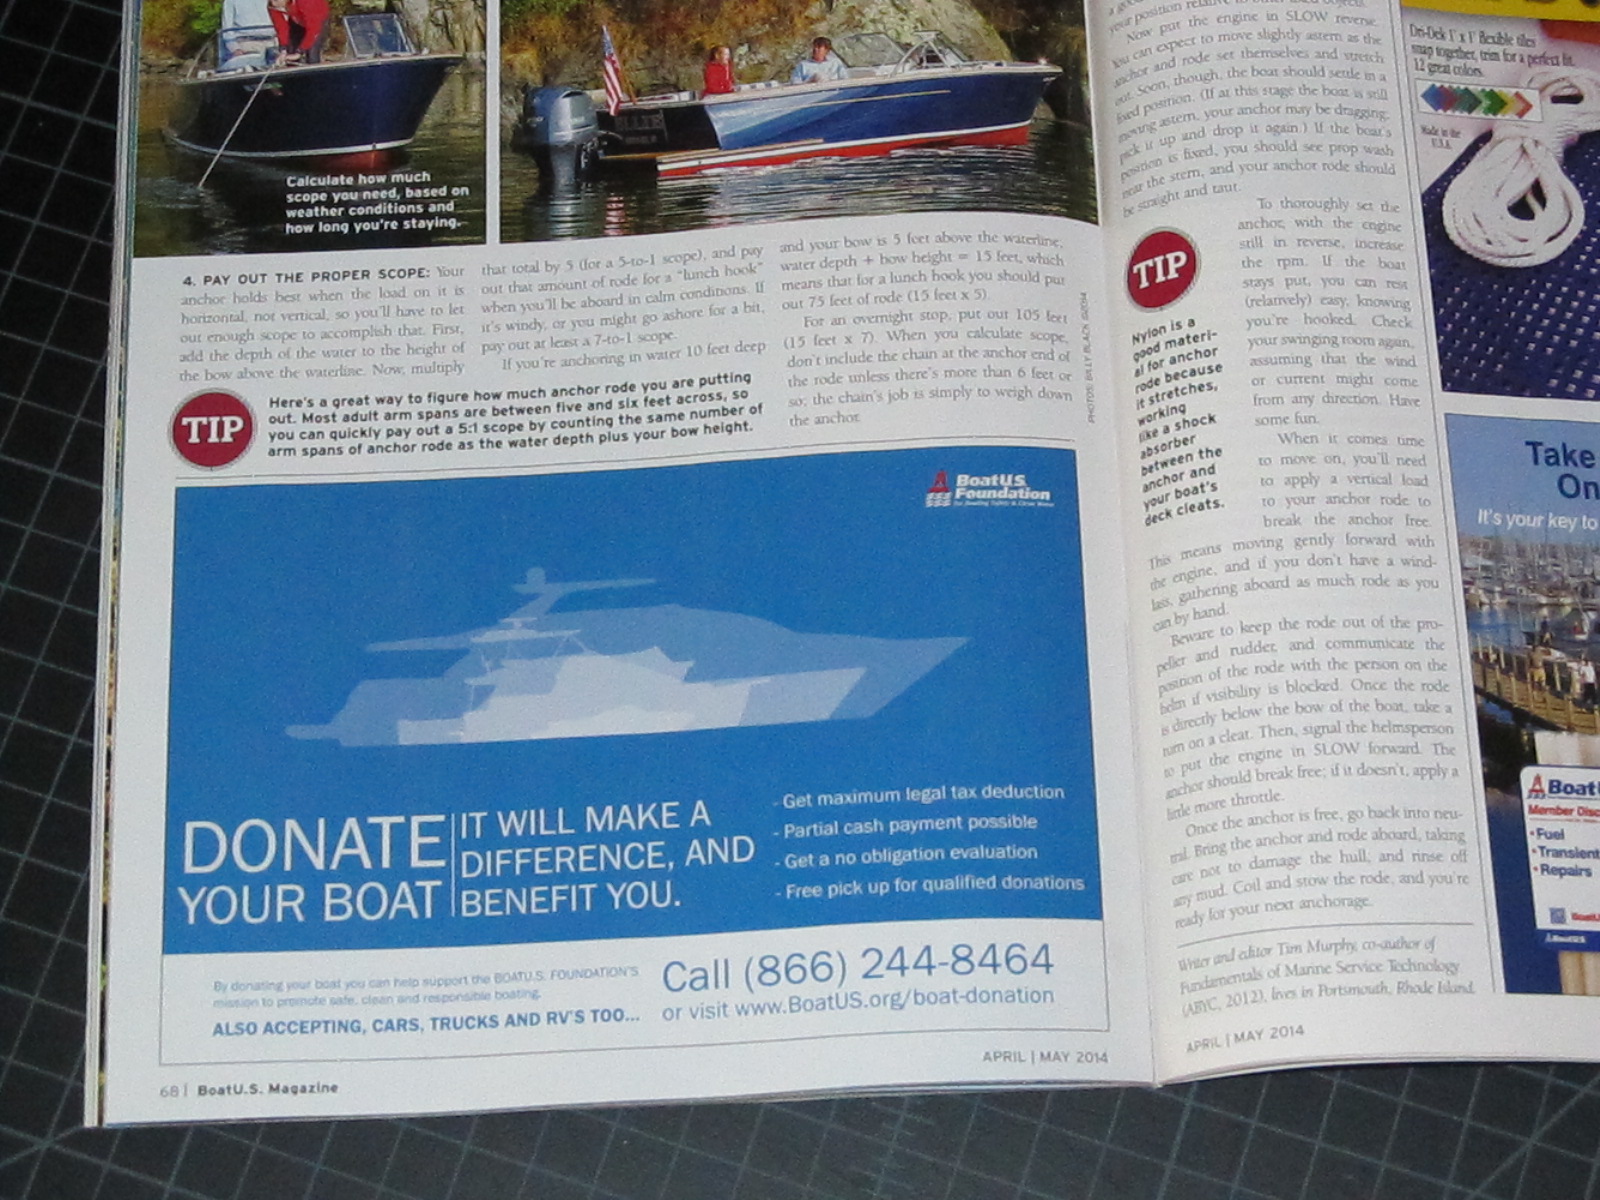 Calculate how much
scope you need, based on
weather conditions and
how long you're staying.
ELLIE
4. PAY OUT THE PROPER SCOPE: Your
anchor holds best when the load on it is
horizontal, not vertical, so you'll have to let
out enough scope to accomplish that. First,
add the depth of the water to the height of
the bow above the waterline. Now, multiply
that total by 5 (for a 5-to-1 scope), and pay
out that amount of rode for a "lunch hook"
when you'll be aboard in calm conditions. If
it's windy, or you might go ashore for a bit,
pay out at least a 7-to-1 scope.
If you're anchoring in water 10 feet deep
and your bow is 5 feet above the waterline,
water depth + bow height = 15 feet, which
means that for a lunch hook you should put
out 75 feet of rode (15 feet x 5).
For an overnight stop, put out 105 feet
(15 feet x 7). When you calculate scope,
don't include the chain at the anchor end of
the rode unless there's more than 6 feet or
so; the chain's job is simply to weigh down
the anchor.
PHOTOS: BILLY BLACK ©2014
TIP
Here's a great way to figure how much anchor rode you are putting
out. Most adult arm spans are between five and six feet across, so
you can quickly pay out a 5:1 scope by counting the same number of
arm spans of anchor rode as the water depth plus your bow height.
BoatU.S.
Foundation
For Boating Safety & Clean Water
DONATE
YOUR BOAT
IT WILL MAKE A
DIFFERENCE, AND
BENEFIT YOU.
- Get maximum legal tax deduction
- Partial cash payment possible
- Get a no obligation evaluation
- Free pick up for qualified donations
By donating your boat you can help support the BOATU.S. FOUNDATION'S
mission to promote safe, clean and responsible boating.
ALSO ACCEPTING, CARS, TRUCKS AND RV'S TOO...
Call (866) 244-8464
or visit www.BoatUS.org/boat-donation
APRIL | MAY 2014
68 | BoatU.S. Magazine
your position relative to other fixed objects.
Now put the engine in SLOW reverse.
You can expect to move slightly astern as the
anchor and rode set themselves and stretch
out. Soon, though, the boat should settle in a
fixed position. (If at this stage the boat is still
moving astern, your anchor may be dragging;
pick it up and drop it again.) If the boat's
position is fixed, you should see prop wash
near the stern, and your anchor rode should
be straight and taut.
TIP
Nylon is a
good materi-
al for anchor
rode because
it stretches,
working
like a shock
absorber
between the
anchor and
your boat's
deck cleats.
To thoroughly set the
anchor, with the engine
still in reverse, increase
the rpm. If the boat
stays put, you can rest
(relatively) easy, knowing
you're hooked. Check
your swinging room again,
assuming that the wind
or current might come
from any direction. Have
some fun.
When it comes time
to move on, you'll need
to apply a vertical load
to your anchor rode to
break the anchor free.
This means moving gently forward with
the engine, and if you don't have a wind-
lass, gathering aboard as much rode as you
can by hand.
Beware to keep the rode out of the pro-
peller and rudder, and communicate the
position of the rode with the person on the
helm if visibility is blocked. Once the rode
is directly below the bow of the boat, take a
turn on a cleat. Then, signal the helmsperson
to put the engine in SLOW forward. The
anchor should break free; if it doesn't, apply a
little more throttle.
Once the anchor is free, go back into neu-
tral. Bring the anchor and rode aboard, taking
care not to damage the hull, and rinse off
any mud. Coil and stow the rode, and you're
ready for your next anchorage.
Writer and editor Tim Murphy, co-author of
Fundamentals of Marine Service Technology
(ABYC, 2012), lives in Portsmouth, Rhode Island.
APRIL | MAY 2014
Dri-Dek 1' x 1' flexible tiles
snap together, trim for a perfect fit.
12 great colors.
Made in the
U.S.A.
Take
On
It's your key to
Boat
Member Disc
• Fuel
• Transient
• Repairs
BoatU